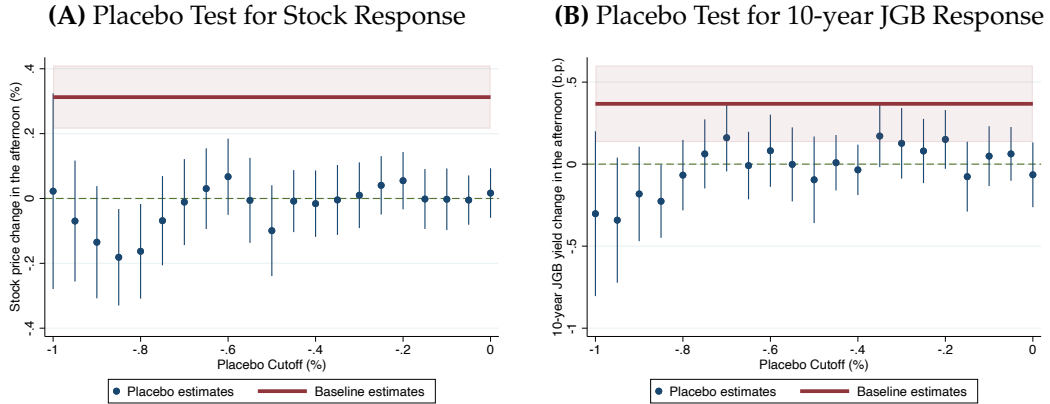 (A) Placebo Test for Stock Response
Stock price change in the afternoon (%)
.4
.2
0
-.2
-.4
-1
-.8
-.6
-.4
-.2
0
Placebo Cutoff (%)
Placebo estimates
Baseline estimates
(B) Placebo Test for 10-year JGB Response
10-year JGB yield change in the afternoon (b.p.)
.5
0
-.5
-1
-1
-.8
-.6
-.4
-.2
0
Placebo Cutoff (%)
Placebo estimates
Baseline estimates